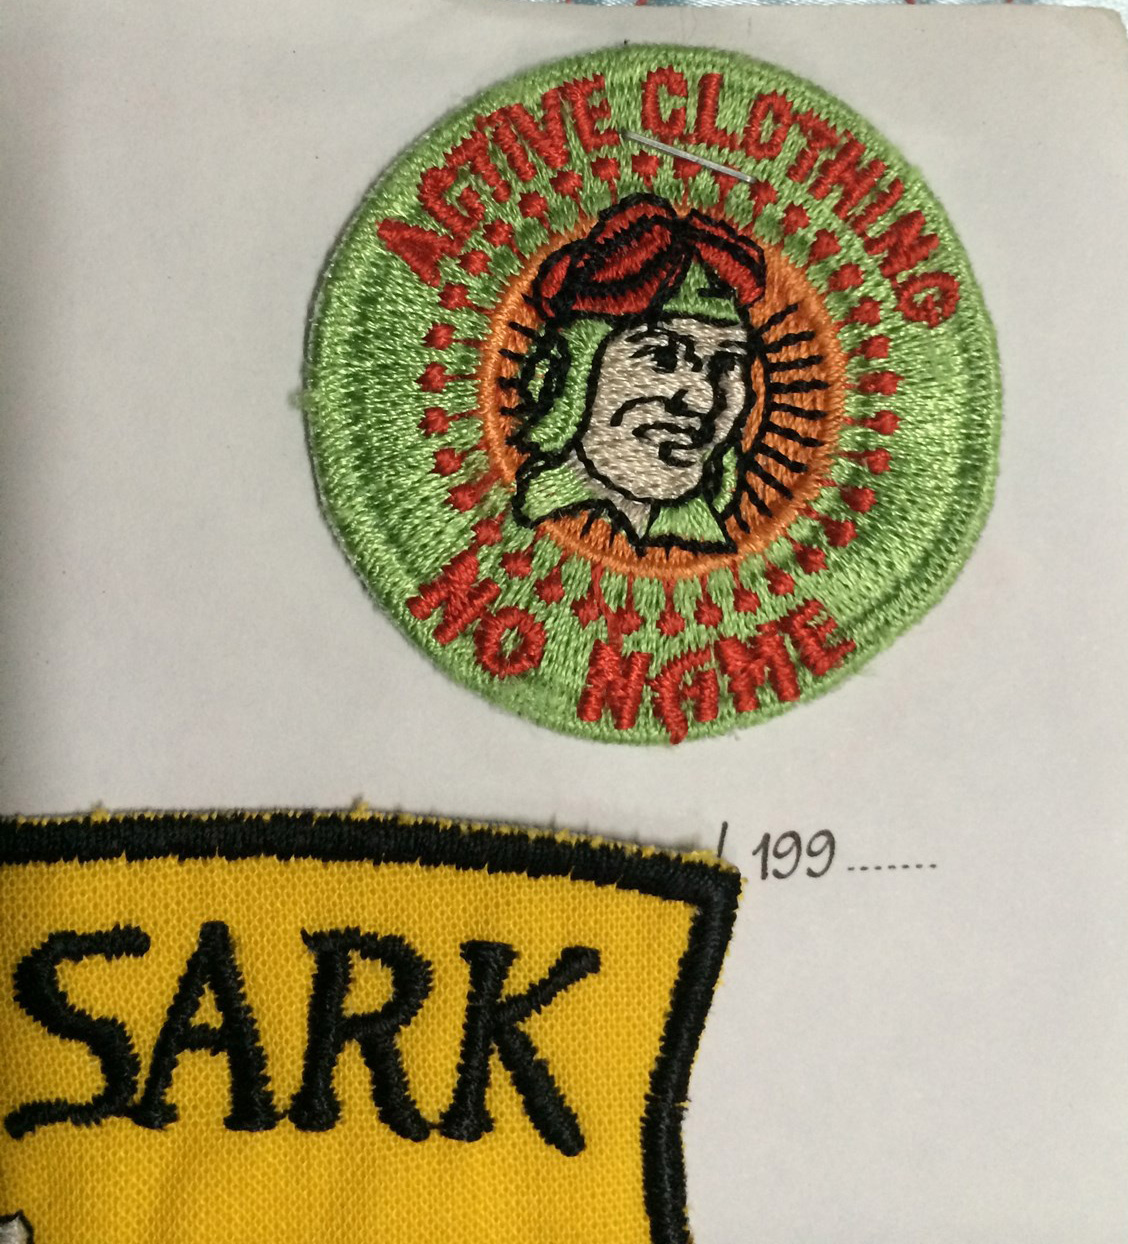 ACTIVE CLOTHING
NO NAME
/ 199.......
SARK